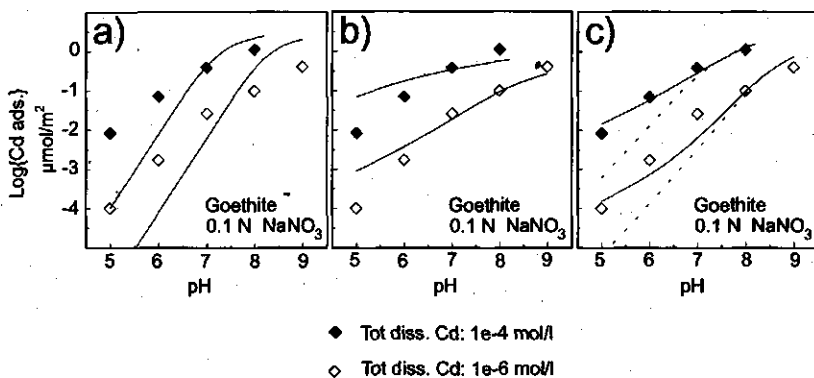 a)
b)
c)
0
-1
-2
-3
-4
Log{Cd ads.}
µmol/m²
Goethite
0.1 N NaNO₃
Goethite
0.1 N NaNO₃
Goethite
0.1 N NaNO₃
5 6 7 8 9
5 6 7 8 9
5 6 7 8 9
pH
pH
pH
Tot diss. Cd: 1e-4 mol/l
Tot diss. Cd: 1e-6 mol/l